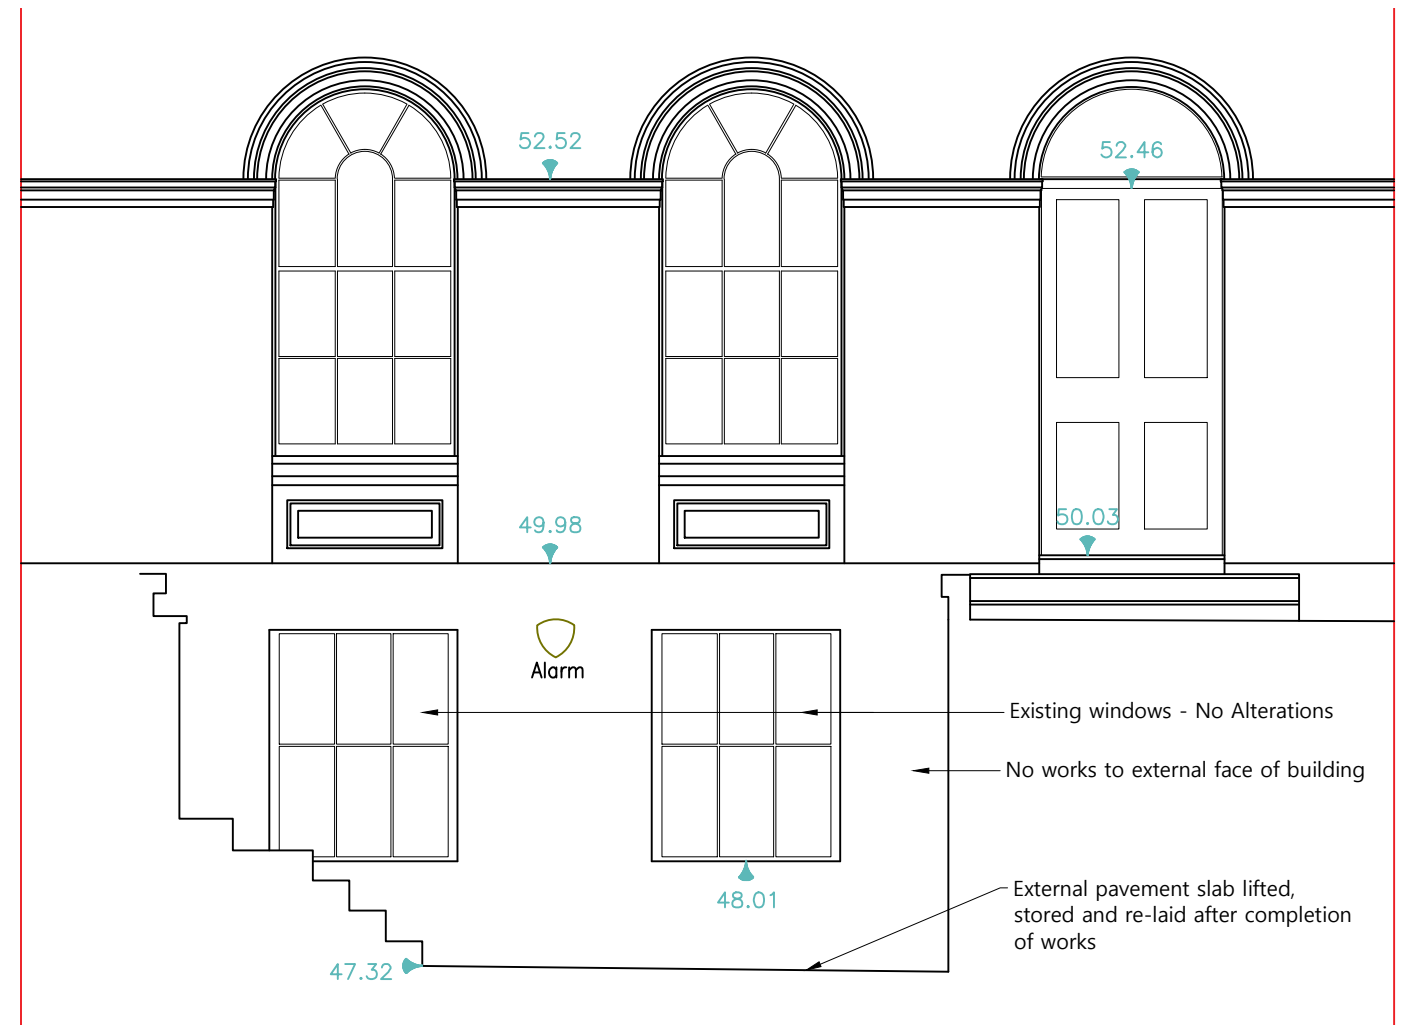 52.52
52.46
49.98
50.03
Alarm
Existing windows - No Alterations
No works to external face of building
External pavement slab lifted,
stored and re-laid after completion
of works
48.01
47.32